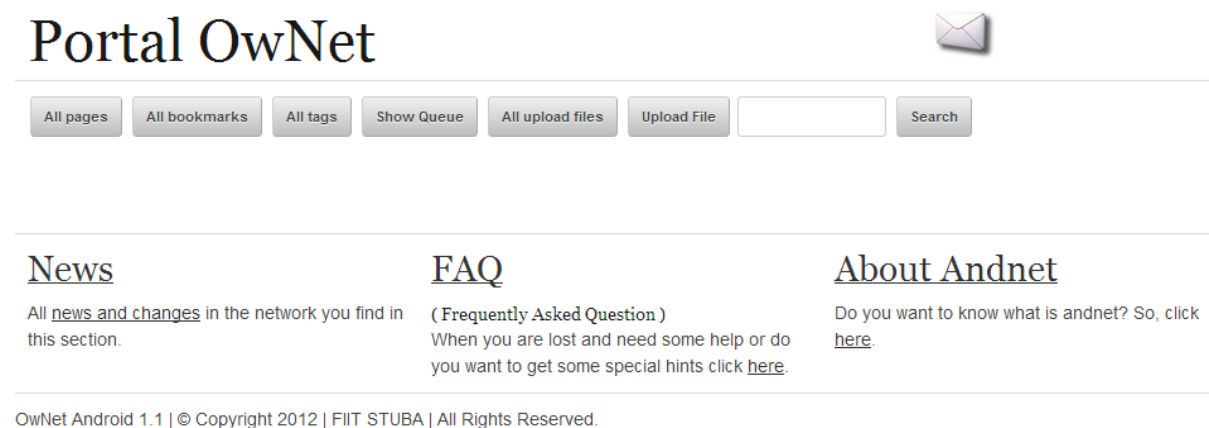 Portal OwNet
All pages All bookmarks All tags Show Queue All upload files Upload File Search
News
All news and changes in the network you find in
this section.
FAQ
( Frequently Asked Question )
When you are lost and need some help or do
you want to get some special hints click here.
About Andnet
Do you want to know what is andnet? So, click
here.
OwNet Android 1.1 | © Copyright 2012 | FIIT STUBA | All Rights Reserved.